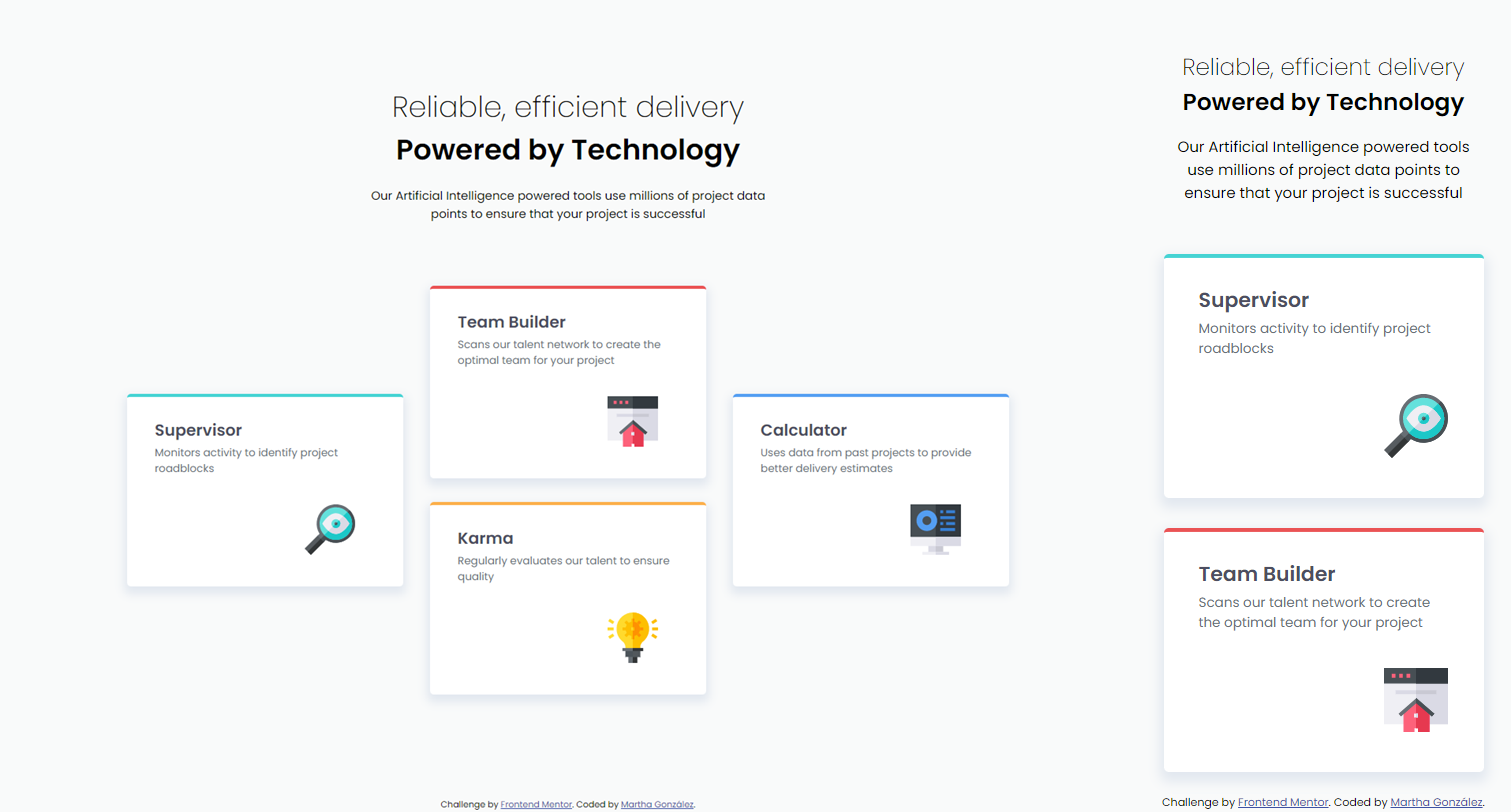 Reliable, efficient delivery
Powered by Technology
Our Artificial Intelligence powered tools use millions of project data
points to ensure that your project is successful
Team Builder
Scans our talent network to create the
optimal team for your project
Supervisor
Monitors activity to identify project
roadblocks
Calculator
Uses data from past projects to provide
better delivery estimates
Karma
Regularly evaluates our talent to ensure
quality
Challenge by Frontend Mentor. Coded by Martha González.
Reliable, efficient delivery
Powered by Technology
Our Artificial Intelligence powered tools
use millions of project data points to
ensure that your project is successful
Supervisor
Monitors activity to identify project
roadblocks
Team Builder
Scans our talent network to create
the optimal team for your project
Challenge by Frontend Mentor. Coded by Martha González.